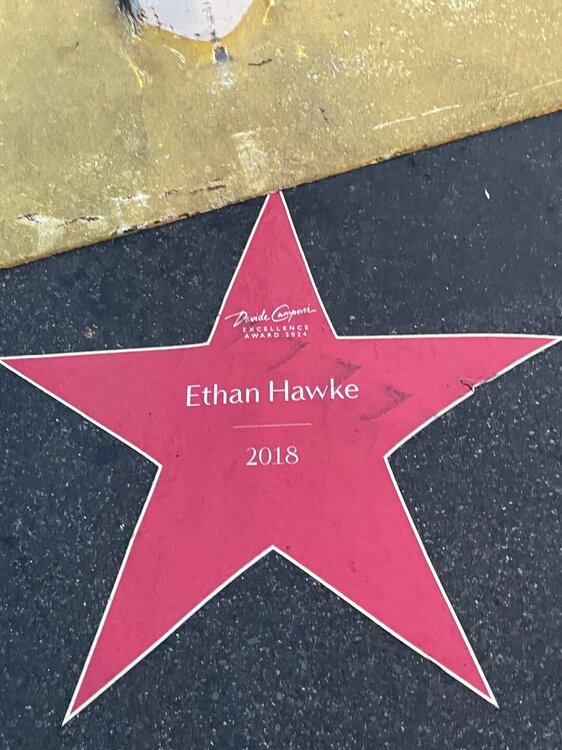 Davide Campari
EXCELLENCE
AWARD 2024
Ethan Hawke
2018